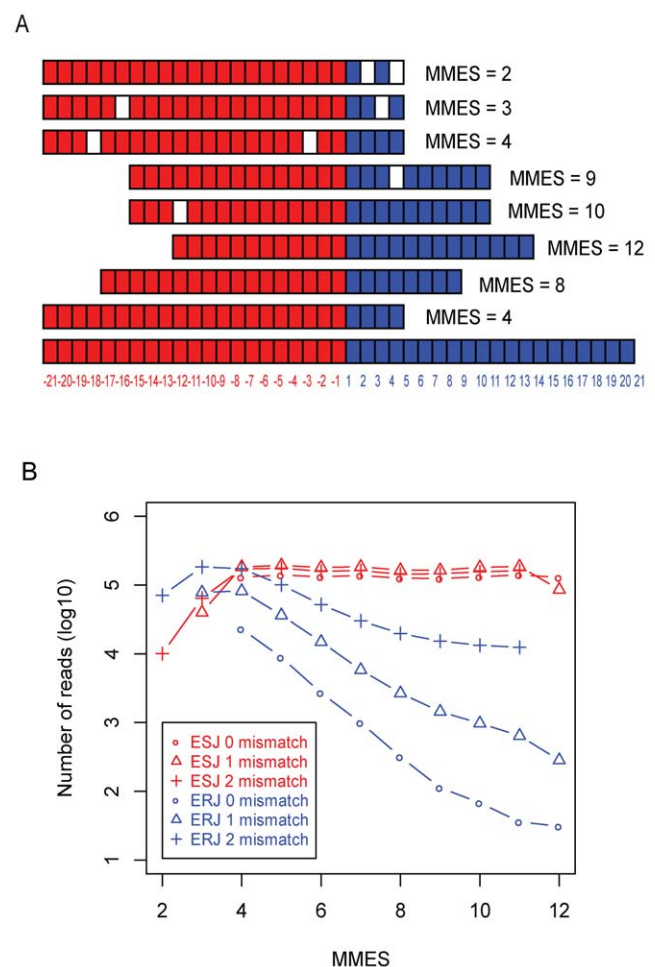 A
MMES = 2
MMES = 3
MMES = 4
MMES = 9
MMES = 10
MMES = 12
MMES = 8
MMES = 4
-21-20-19-18-17-16-15-14-13-12-11-10-9 -8 -7 -6 -5 -4 -3 -2 -1 1 2 3 4 5 6 7 8 9 10 11 12 13 14 15 16 17 18 19 20 21
B
Number of reads (log10)
6
5
4
3
2
1
ESJ 0 mismatch
ESJ 1 mismatch
ESJ 2 mismatch
ERJ 0 mismatch
ERJ 1 mismatch
ERJ 2 mismatch
2 4 6 8 10 12
MMES